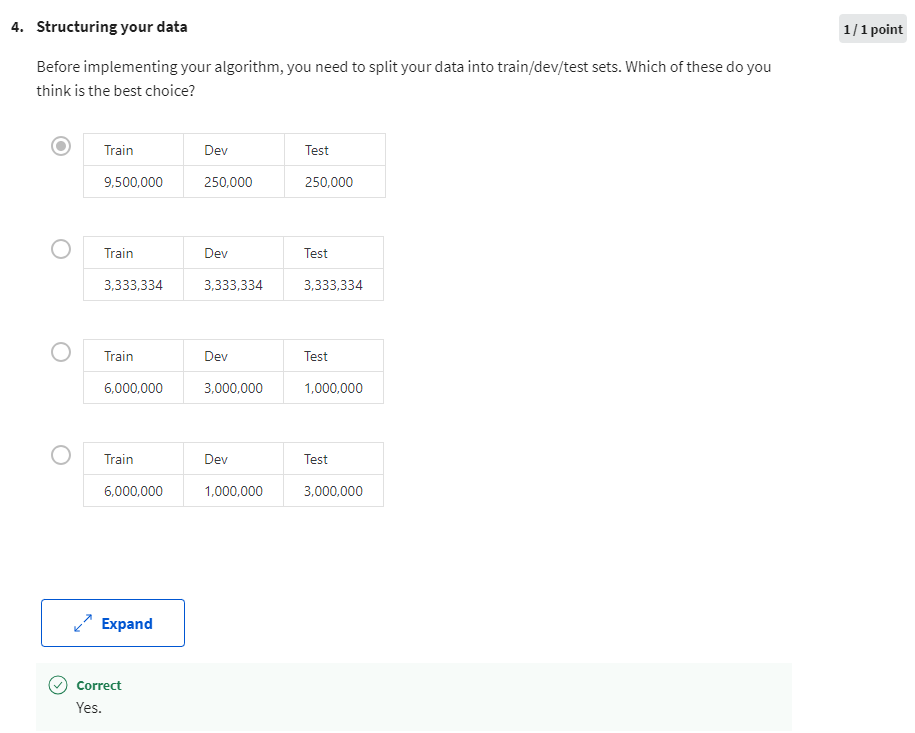 4. Structuring your data
1 / 1 point
Before implementing your algorithm, you need to split your data into train/dev/test sets. Which of these do you
think is the best choice?
Train Dev Test
9,500,000 250,000 250,000
Train Dev Test
3,333,334 3,333,334 3,333,334
Train Dev Test
6,000,000 3,000,000 1,000,000
Train Dev Test
6,000,000 1,000,000 3,000,000
Expand
Correct
Yes.